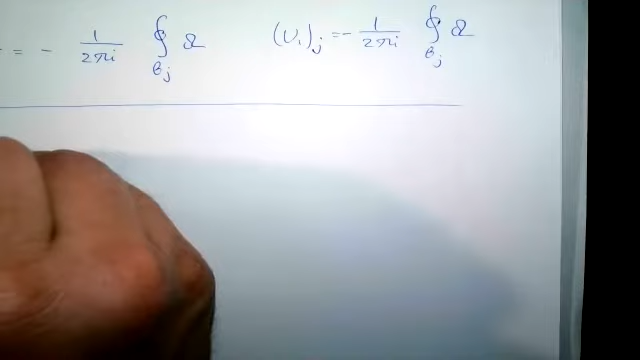 = - 1/2πi ∮_{B_j} Ω (U_1)_j = - 1/2πi ∮_{B_j} Ω